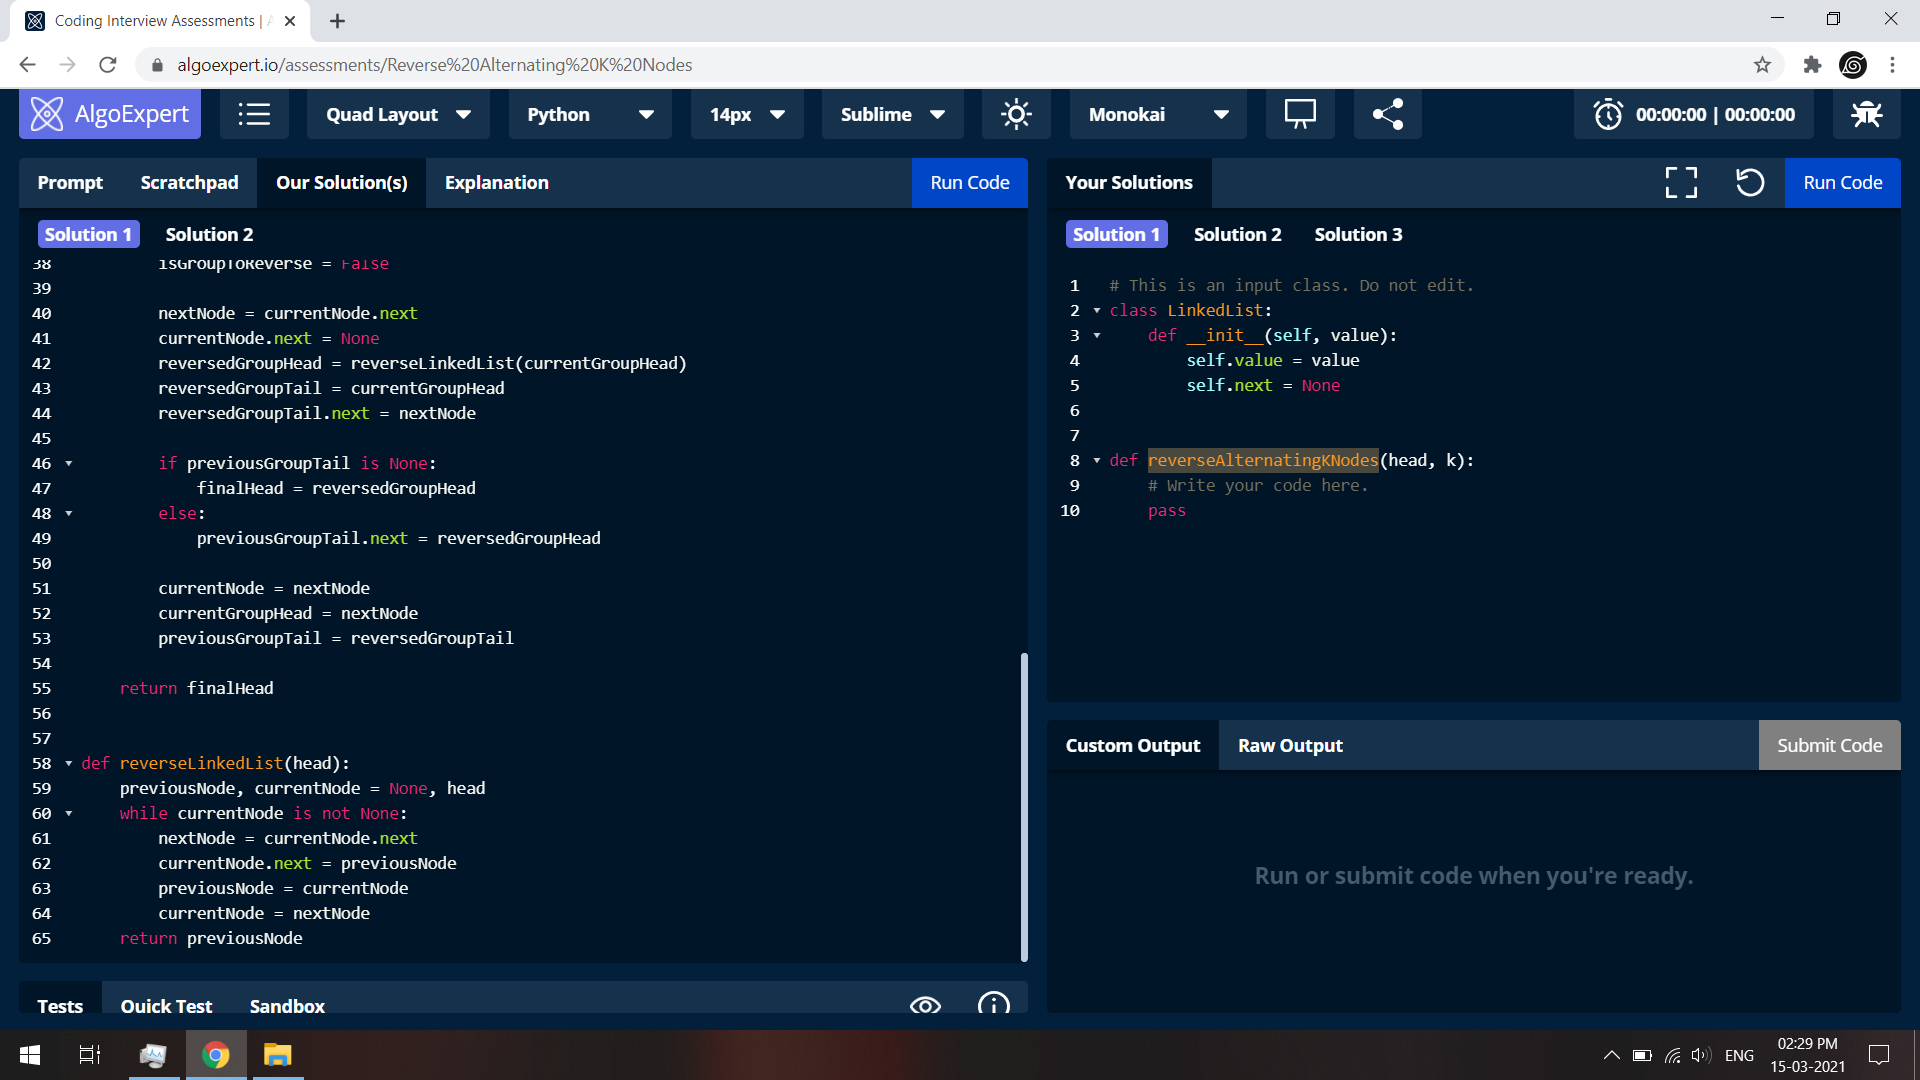 Coding Interview Assessments | A
algoexpert.io/assessments/Reverse%20Alternating%20K%20Nodes
AlgoExpert
Quad Layout
Python
14px
Sublime
Monokai
00:00:00 | 00:00:00
Prompt
Scratchpad
Our Solution(s)
Explanation
Run Code
Solution 1
Solution 2
38 isGroupToReverse = False
39
40 nextNode = currentNode.next
41 currentNode.next = None
42 reversedGroupHead = reverseLinkedList(currentGroupHead)
43 reversedGroupTail = currentGroupHead
44 reversedGroupTail.next = nextNode
45
46 if previousGroupTail is None:
47 finalHead = reversedGroupHead
48 else:
49 previousGroupTail.next = reversedGroupHead
50
51 currentNode = nextNode
52 currentGroupHead = nextNode
53 previousGroupTail = reversedGroupTail
54
55 return finalHead
56
57
58 def reverseLinkedList(head):
59 previousNode, currentNode = None, head
60 while currentNode is not None:
61 nextNode = currentNode.next
62 currentNode.next = previousNode
63 previousNode = currentNode
64 currentNode = nextNode
65 return previousNode
Tests
Quick Test
Sandbox
Your Solutions
Run Code
Solution 1
Solution 2
Solution 3
1 # This is an input class. Do not edit.
2 class LinkedList:
3 def __init__(self, value):
4 self.value = value
5 self.next = None
6
7
8 def reverseAlternatingKNodes(head, k):
9 # Write your code here.
10 pass
Custom Output
Raw Output
Submit Code
Run or submit code when you're ready.
ENG
02:29 PM
15-03-2021